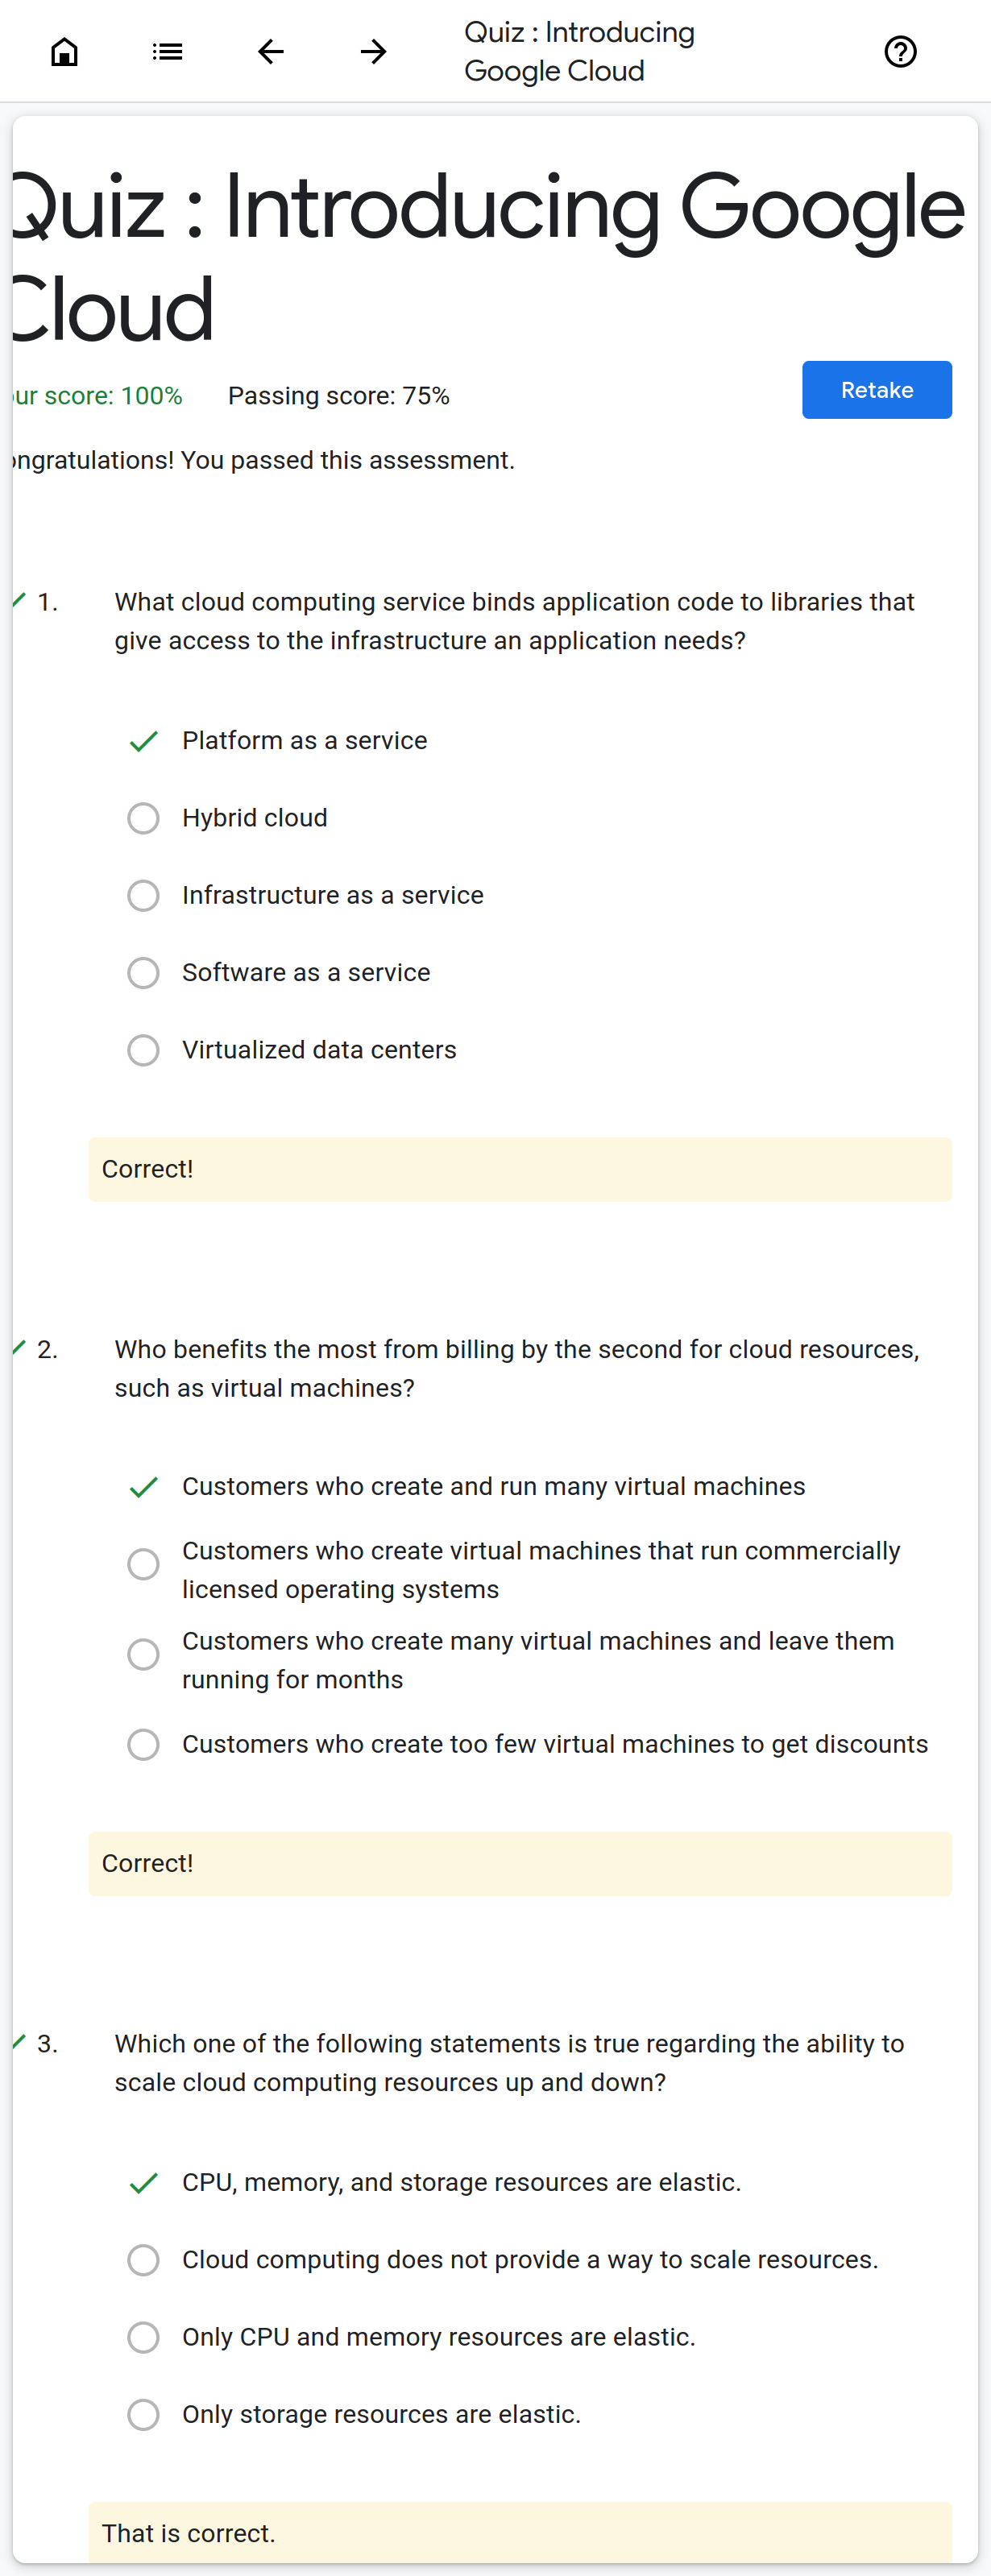 Quiz : Introducing
Google Cloud
Quiz : Introducing Google
Cloud
our score: 100% Passing score: 75% Retake
ongratulations! You passed this assessment.
1. What cloud computing service binds application code to libraries that
give access to the infrastructure an application needs?
Platform as a service
Hybrid cloud
Infrastructure as a service
Software as a service
Virtualized data centers
Correct!
2. Who benefits the most from billing by the second for cloud resources,
such as virtual machines?
Customers who create and run many virtual machines
Customers who create virtual machines that run commercially
licensed operating systems
Customers who create many virtual machines and leave them
running for months
Customers who create too few virtual machines to get discounts
Correct!
3. Which one of the following statements is true regarding the ability to
scale cloud computing resources up and down?
CPU, memory, and storage resources are elastic.
Cloud computing does not provide a way to scale resources.
Only CPU and memory resources are elastic.
Only storage resources are elastic.
That is correct.